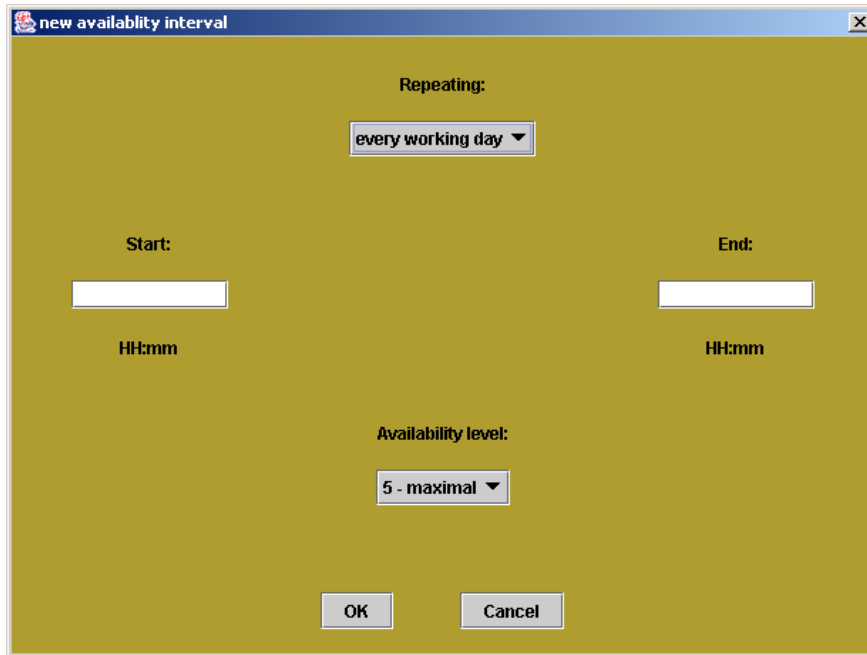 new availablity interval
Repeating:
every working day
Start:
End:
HH:mm
HH:mm
Availability level:
5 - maximal
OK
Cancel